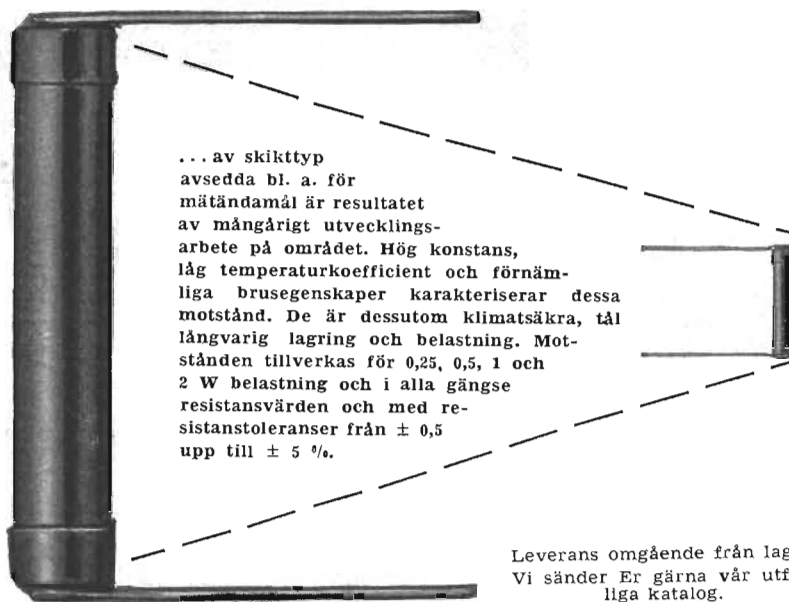 ... av skikttyp
avsedda bl. a. för
mätändamål är resultatet
av mångårigt utvecklings-
arbete på området. Hög konstans,
låg temperaturkoefficient och förnäm-
liga brusegenskaper karakteriserar dessa
motstånd. De är dessutom klimatsäkra, tål
långvarig lagring och belastning. Mot-
stånden tillverkas för 0,25, 0,5, 1 och
2 W belastning och i alla gängse
resistansvärden och med re-
sistanstoleranser från ± 0,5
upp till ± 5 %.
Leverans omgående från lag
Vi sänder Er gärna vår utf
liga katalog.